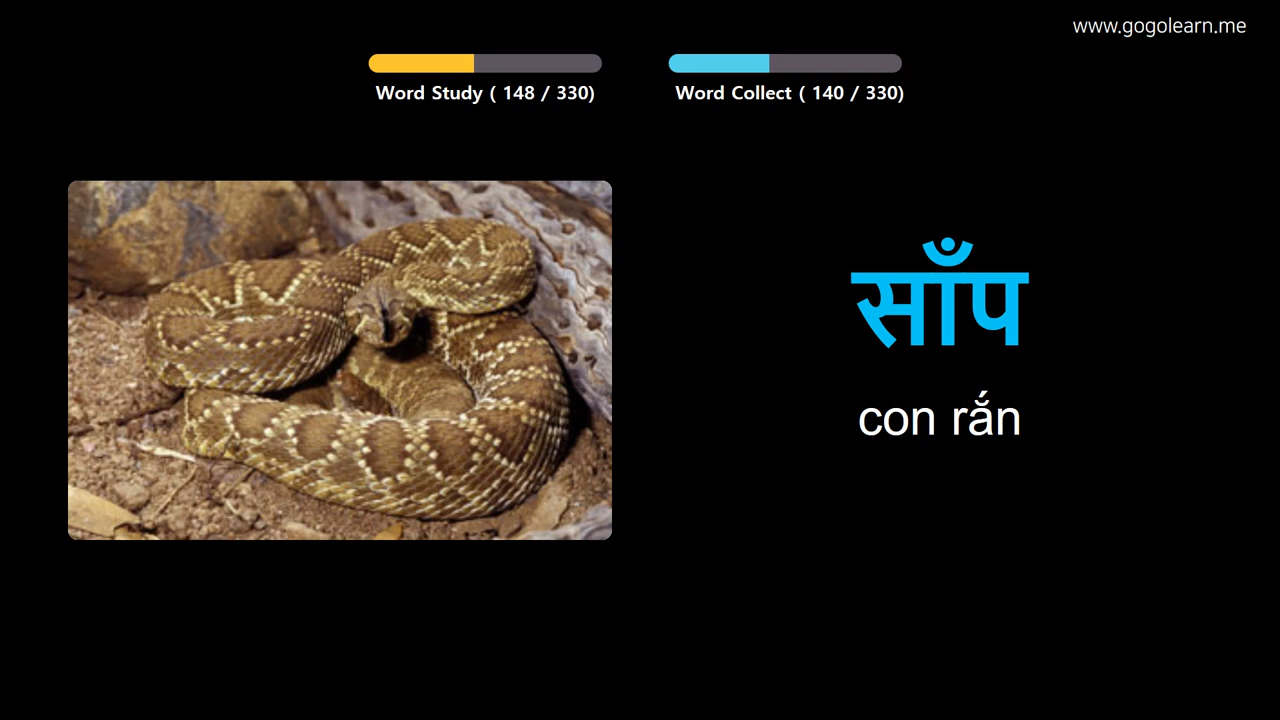 www.gogolearn.me
Word Study ( 148 / 330)
Word Collect ( 140 / 330)
साँप
con rắn